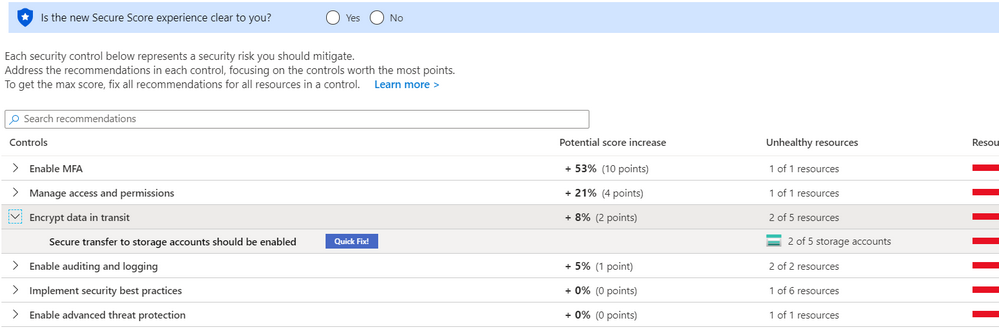 Is the new Secure Score experience clear to you? Yes No
Each security control below represents a security risk you should mitigate.
Address the recommendations in each control, focusing on the controls worth the most points.
To get the max score, fix all recommendations for all resources in a control. Learn more >
Search recommendations
Controls Potential score increase Unhealthy resources Resou
Enable MFA + 53% (10 points) 1 of 1 resources
Manage access and permissions + 21% (4 points) 1 of 1 resources
Encrypt data in transit + 8% (2 points) 2 of 5 resources
Secure transfer to storage accounts should be enabled Quick Fix! 2 of 5 storage accounts
Enable auditing and logging + 5% (1 point) 2 of 2 resources
Implement security best practices + 0% (0 points) 1 of 6 resources
Enable advanced threat protection + 0% (0 points) 1 of 1 resources